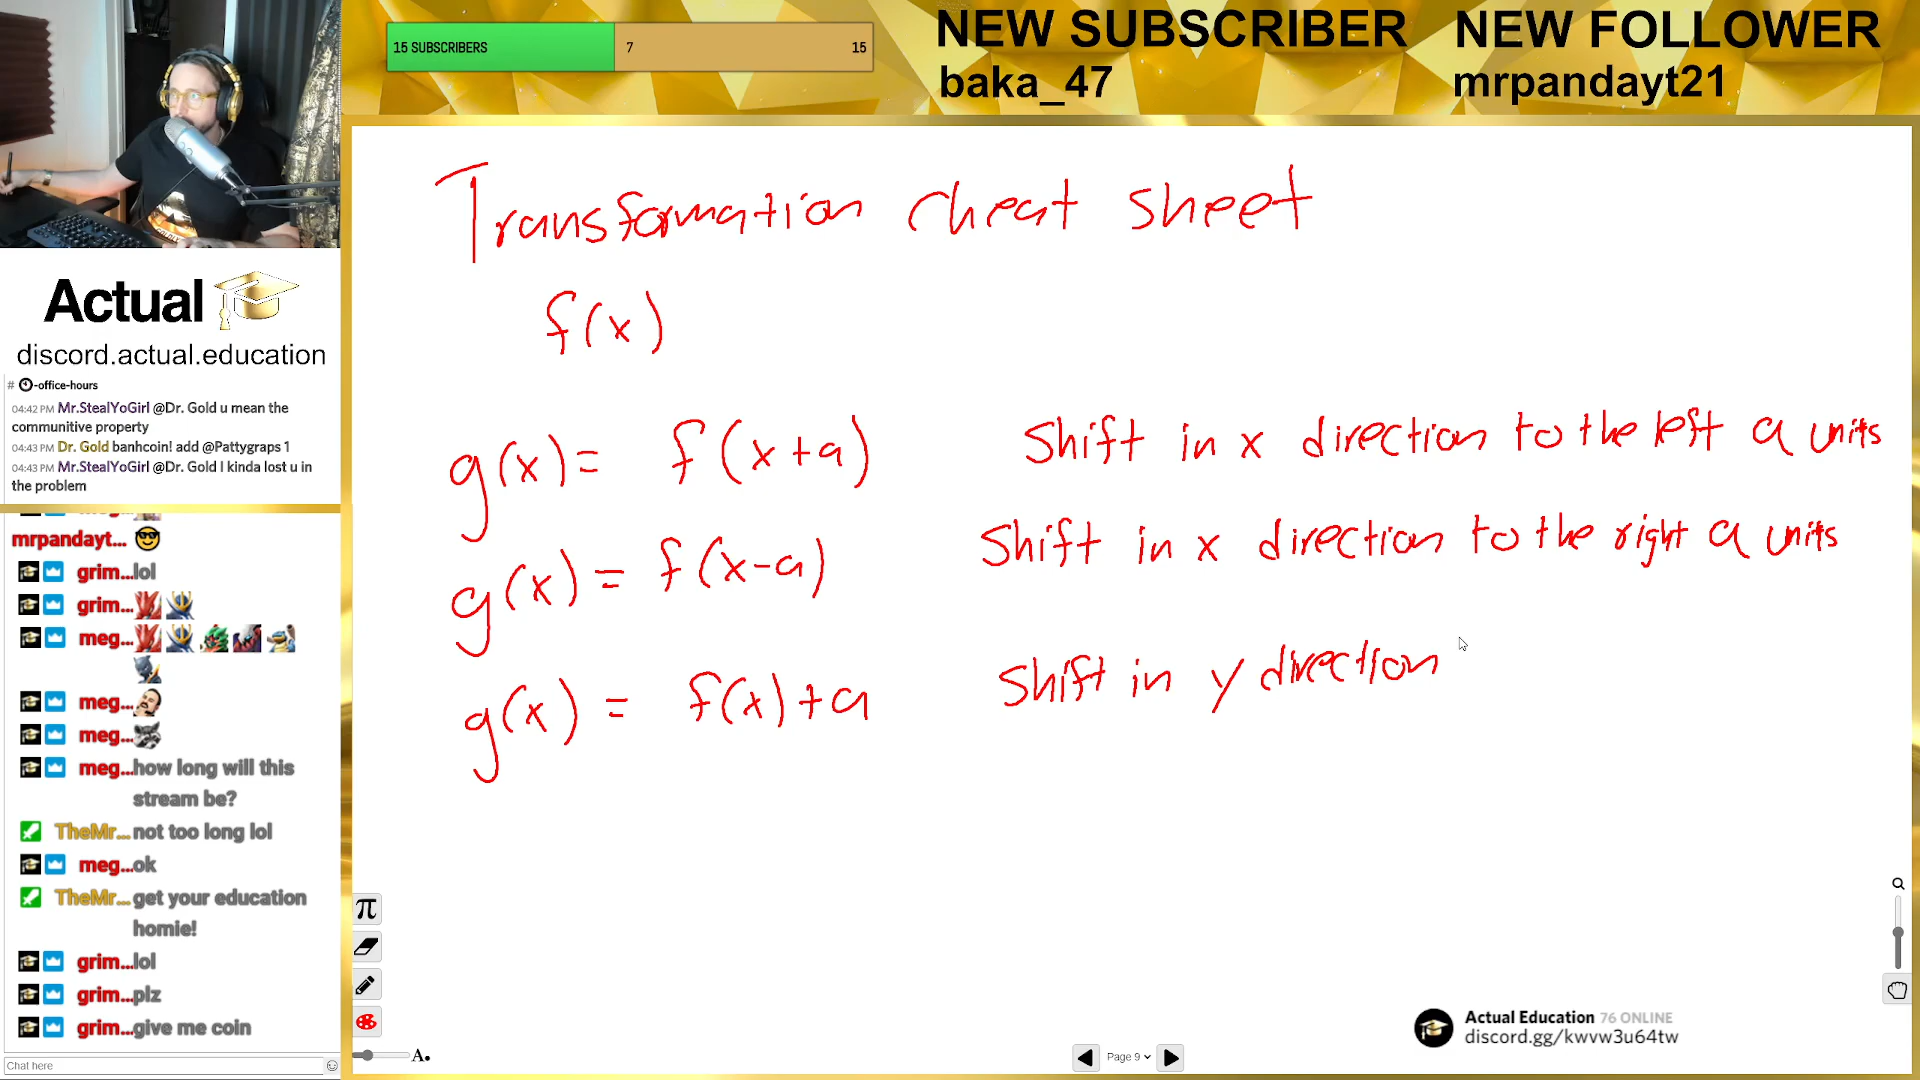 15 SUBSCRIBERS 7 15
NEW SUBSCRIBER
baka_47
NEW FOLLOWER
mrpandayt21
Actual
discord.actual.education
# -office-hours
04:42 PM Mr.StealYoGirl @Dr. Gold u mean the
communitive property
04:43 PM Dr. Gold banhcoin! add @Pattygraps 1
04:43 PM Mr.StealYoGirl @Dr. Gold I kinda lost u in
the problem
mrpandayt...
grim...lol
grim...
meg...
meg...
meg...
meg...how long will this
stream be?
TheMr...not too long lol
meg...ok
TheMr...get your education
homie!
grim...lol
grim...plz
grim...give me coin
Chat here
Transformation cheat sheet
f(x)
g(x)= f(x+a) Shift in x direction to the left a units
g(x) = f(x-a) Shift in x direction to the right a units
g(x) = f(x)+a Shift in y direction
π
A.
Page 9
Actual Education 76 ONLINE
discord.gg/kwvw3u64tw